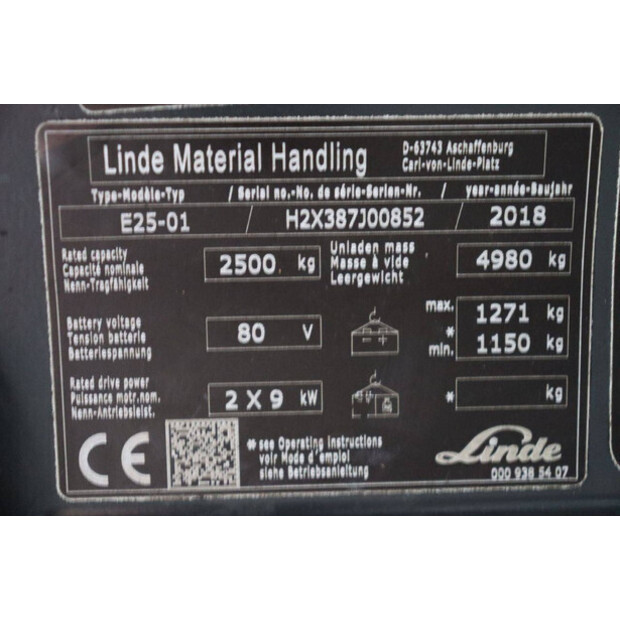 Linde Material Handling
D-63743 Aschaffenburg
Carl-von-Linde-Platz
Type-Modèle-Typ / Serial no.-No. de série-Serien-Nr. / year-année-Baujahr
E25-01 / H2X387J00852 / 2018
Rated capacity
Capacité nominale
Nenn-Tragfähigkeit
2500 kg
Unladen mass
Masse à vide
Leergewicht
4980 kg
Battery voltage
Tension batterie
Batteriespannung
80 V
- +
max. 1271 kg
*
min. 1150 kg
Rated drive power
Puissance motr.nom.
Nenn-Antriebsleist.
2 X 9 kW
* kg
CE
* see Operating Instructions
voir Mode d'emploi
siehe Betriebsanleitung
Linde
000 938 54 07